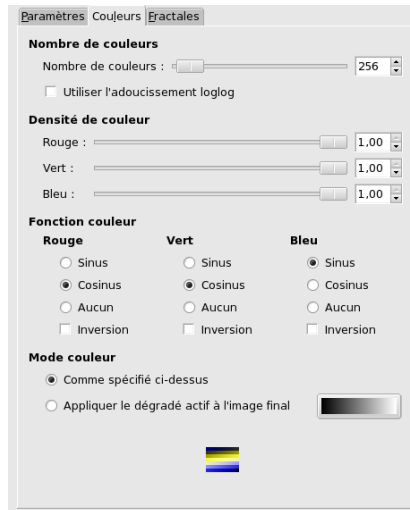 Paramètres Couleurs Fractales
Nombre de couleurs
Nombre de couleurs : 256
Utiliser l'adoucissement loglog
Densité de couleur
Rouge : 1,00
Vert : 1,00
Bleu : 1,00
Fonction couleur
Rouge Vert Bleu
Sinus Sinus Sinus
Cosinus Cosinus Cosinus
Aucun Aucun Aucun
Inversion Inversion Inversion
Mode couleur
Comme spécifié ci-dessus
Appliquer le dégradé actif à l'image final